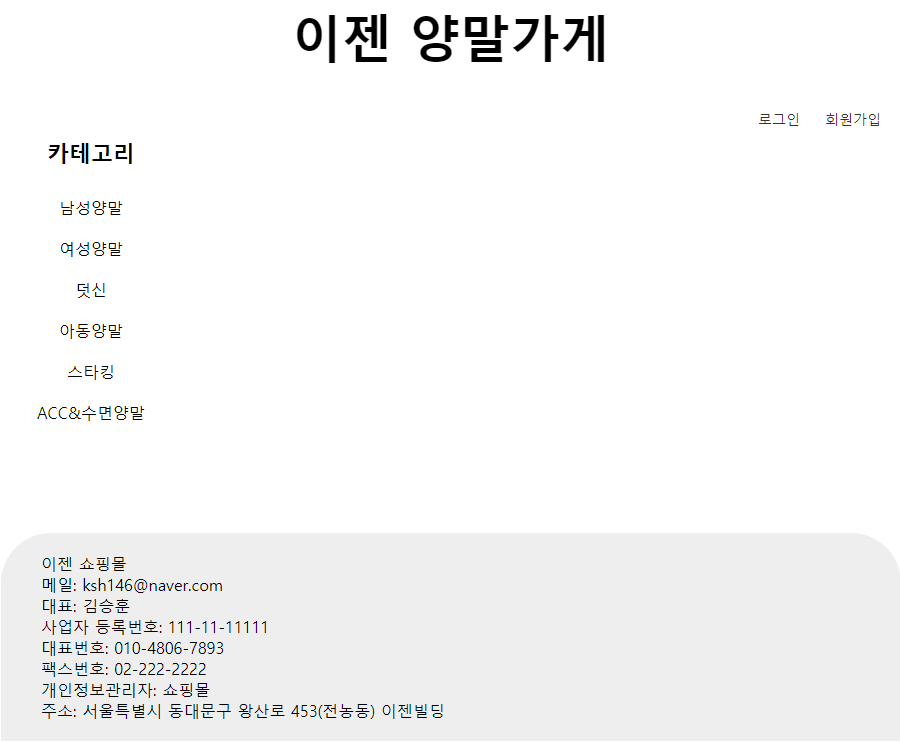 이젠 양말가게
로그인 회원가입
카테고리
남성양말
여성양말
덧신
아동양말
스타킹
ACC&수면양말
이젠 쇼핑몰
메일: ksh146@naver.com
대표: 김승훈
사업자 등록번호: 111-11-11111
대표번호: 010-4806-7893
팩스번호: 02-222-2222
개인정보관리자: 쇼핑몰
주소: 서울특별시 동대문구 왕산로 453(전농동) 이젠빌딩